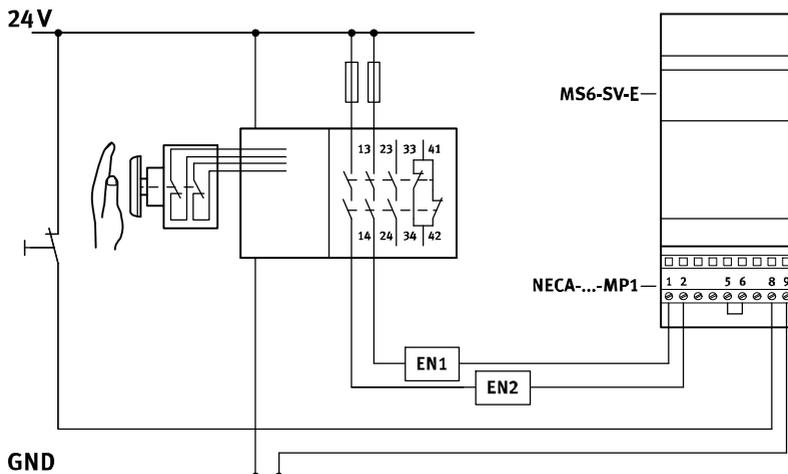 24V
MS6-SV-E
13 23 33 41
14 24 34 42
NECA-...-MP1
1 2 5 6 8 9
EN1
EN2
GND